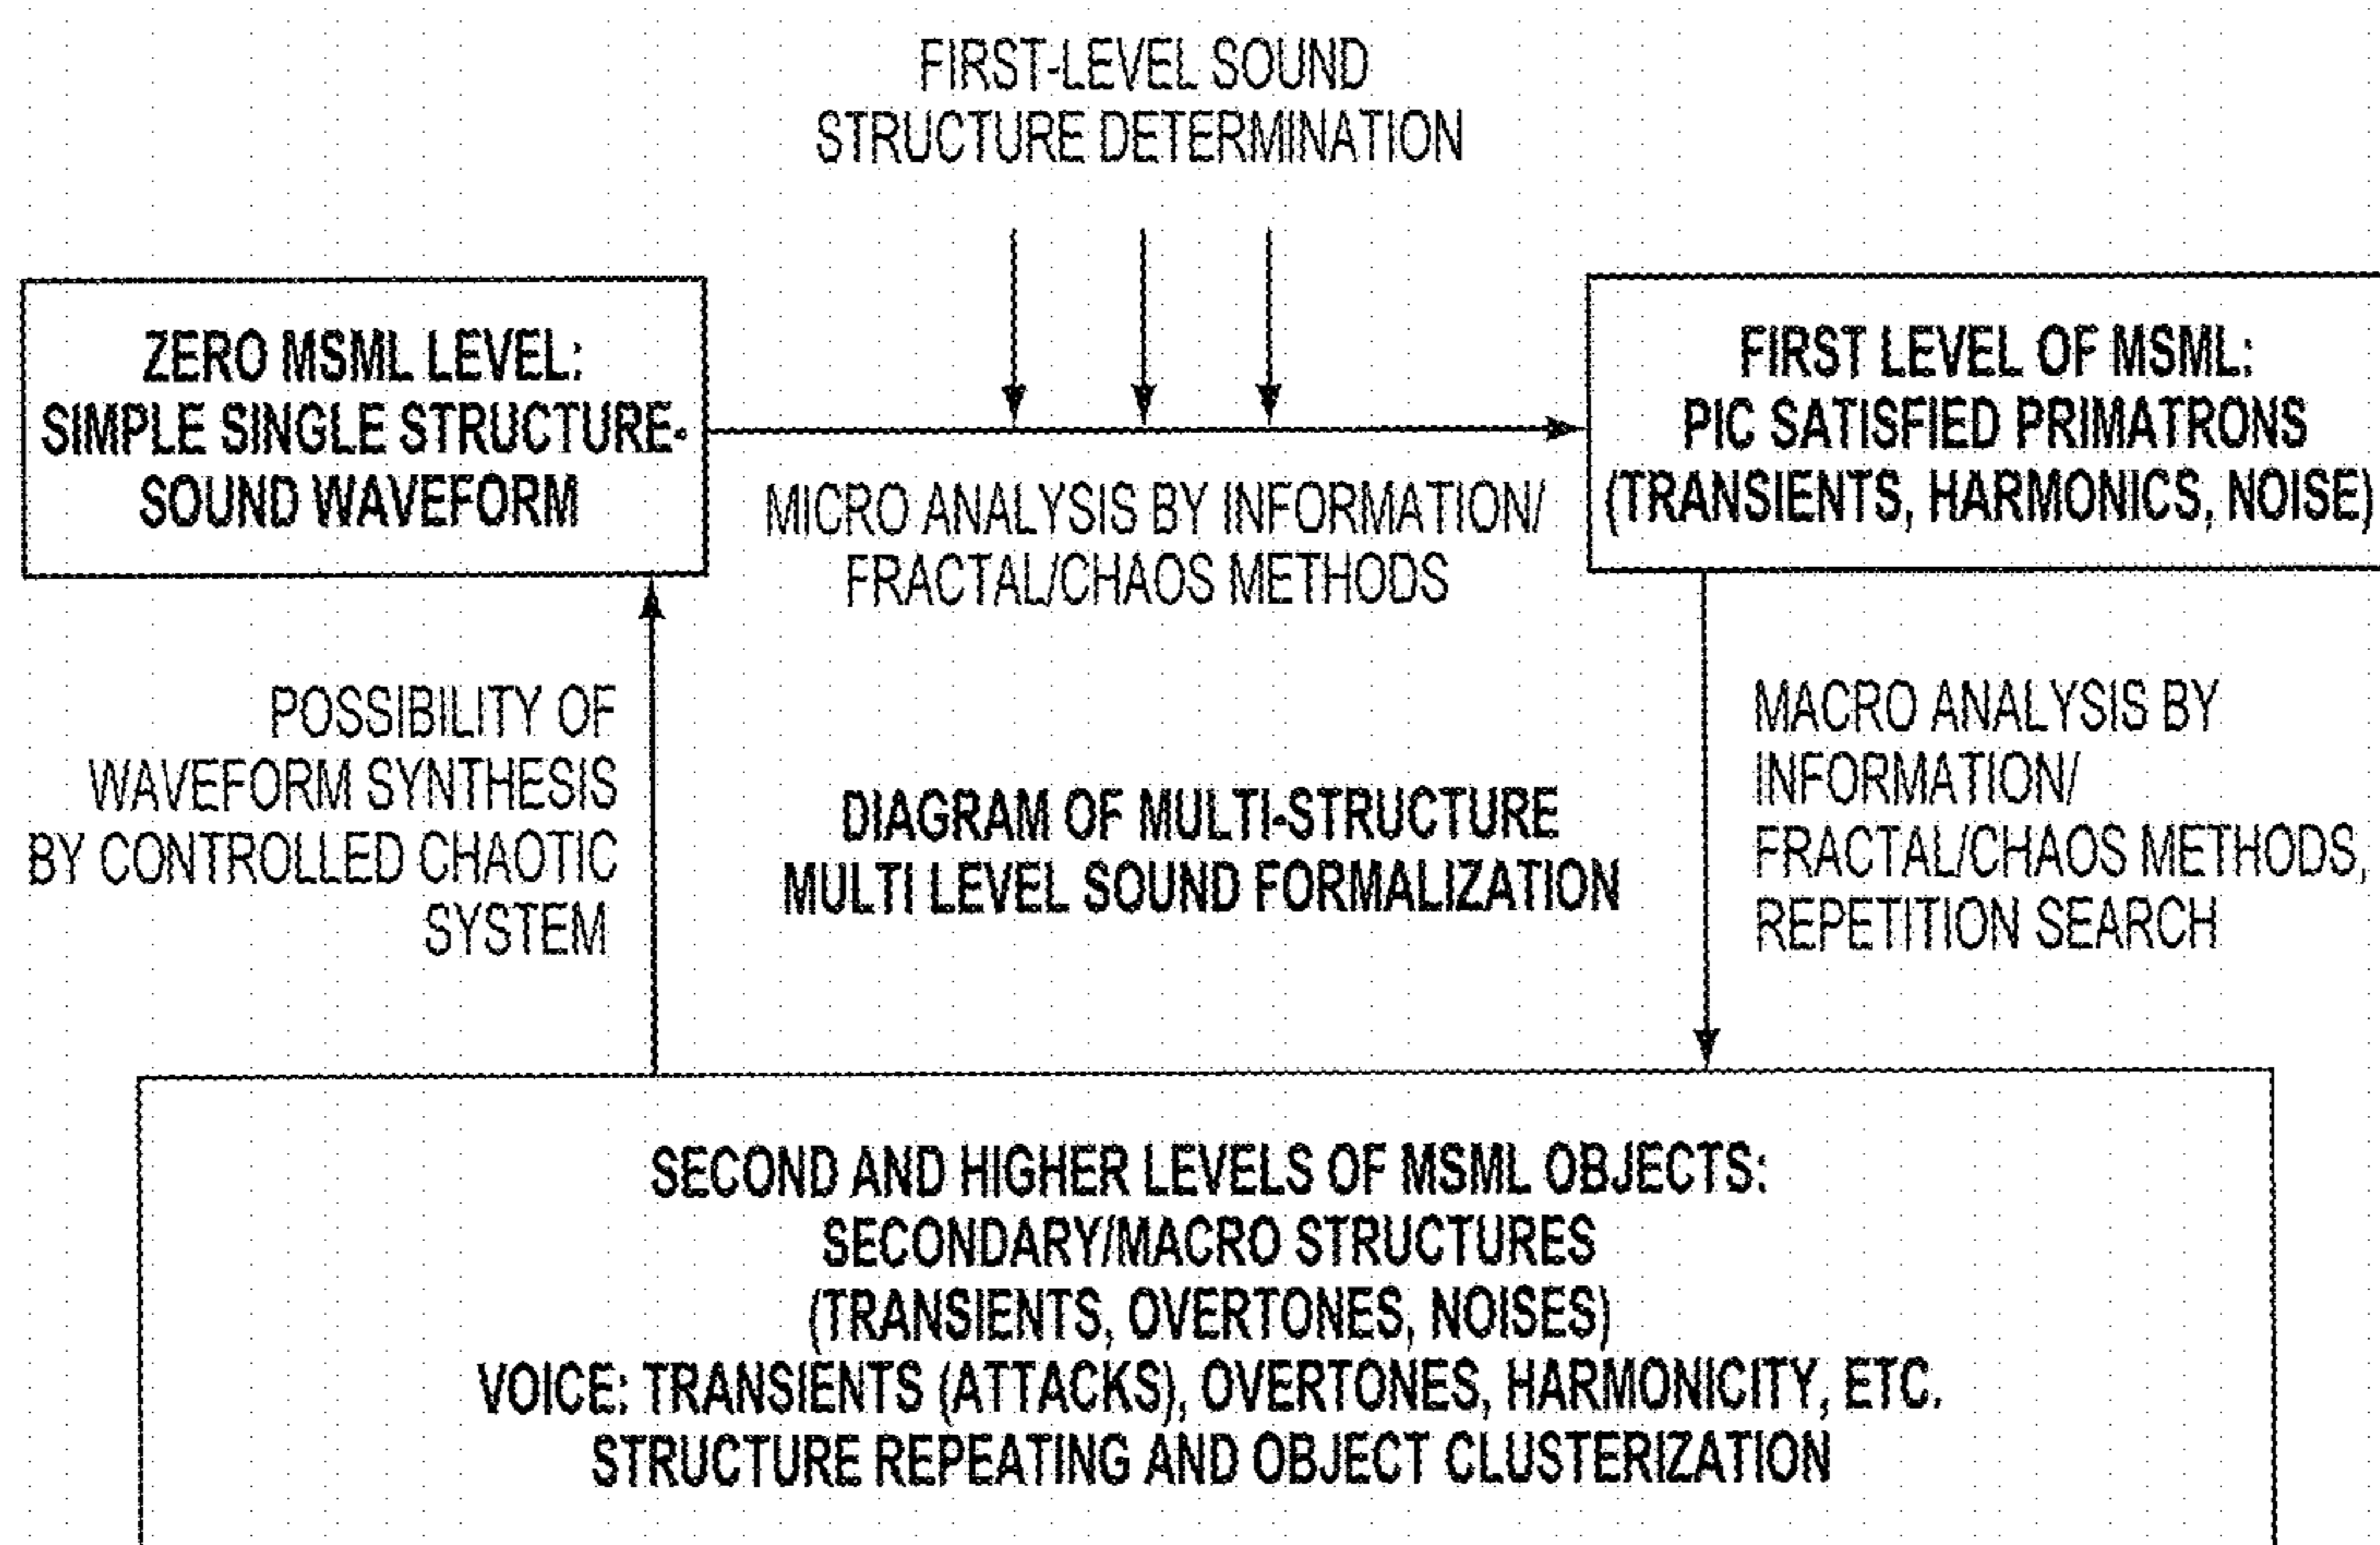 FIRST-LEVEL SOUND
STRUCTURE DETERMINATION
ZERO MSML LEVEL:
SIMPLE SINGLE STRUCTURE-
SOUND WAVEFORM
FIRST LEVEL OF MSML:
PIC SATISFIED PRIMATRONS
(TRANSIENTS, HARMONICS, NOISE)
MICRO ANALYSIS BY INFORMATION/
FRACTAL/CHAOS METHODS
POSSIBILITY OF
WAVEFORM SYNTHESIS
BY CONTROLLED CHAOTIC
SYSTEM
DIAGRAM OF MULTI-STRUCTURE
MULTI LEVEL SOUND FORMALIZATION
MACRO ANALYSIS BY
INFORMATION/
FRACTAL/CHAOS METHODS,
REPETITION SEARCH
SECOND AND HIGHER LEVELS OF MSML OBJECTS:
SECONDARY/MACRO STRUCTURES
(TRANSIENTS, OVERTONES, NOISES)
VOICE: TRANSIENTS (ATTACKS), OVERTONES, HARMONICITY, ETC.
STRUCTURE REPEATING AND OBJECT CLUSTERIZATION